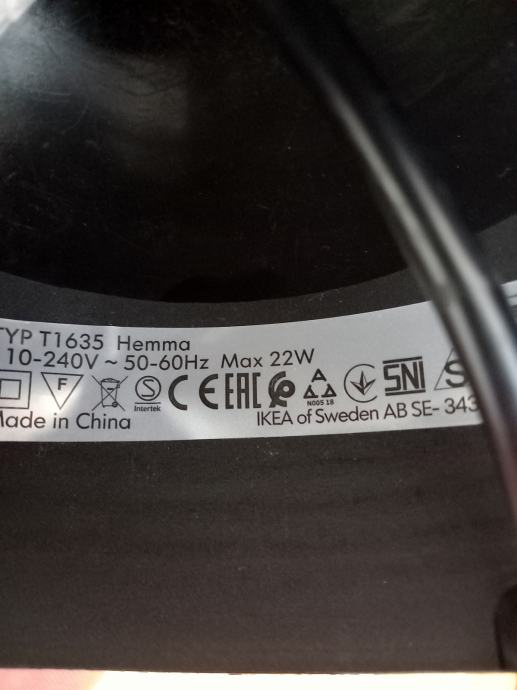 TYP T1635 Hemma
10-240V ~ 50-60Hz Max 22W
F S Intertek CE EAC N005 18 SNI S
Made in China IKEA of Sweden AB SE- 343